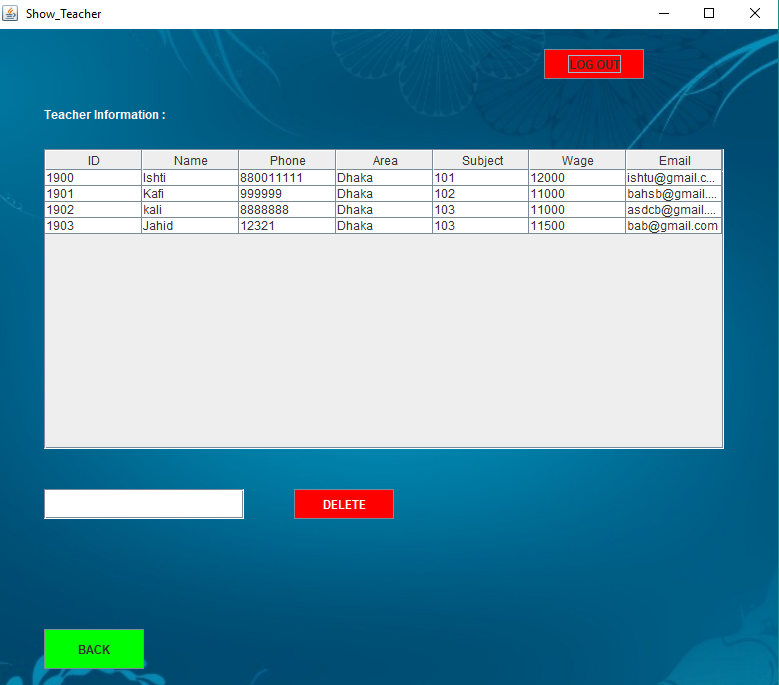 Show_Teacher
LOG OUT
Teacher Information :
ID Name Phone Area Subject Wage Email
1900 Ishti 880011111 Dhaka 101 12000 ishtu@gmail.c...
1901 Kafi 999999 Dhaka 102 11000 bahsb@gmail....
1902 kali 8888888 Dhaka 103 11000 asdcb@gmail....
1903 Jahid 12321 Dhaka 103 11500 bab@gmail.com
DELETE
BACK